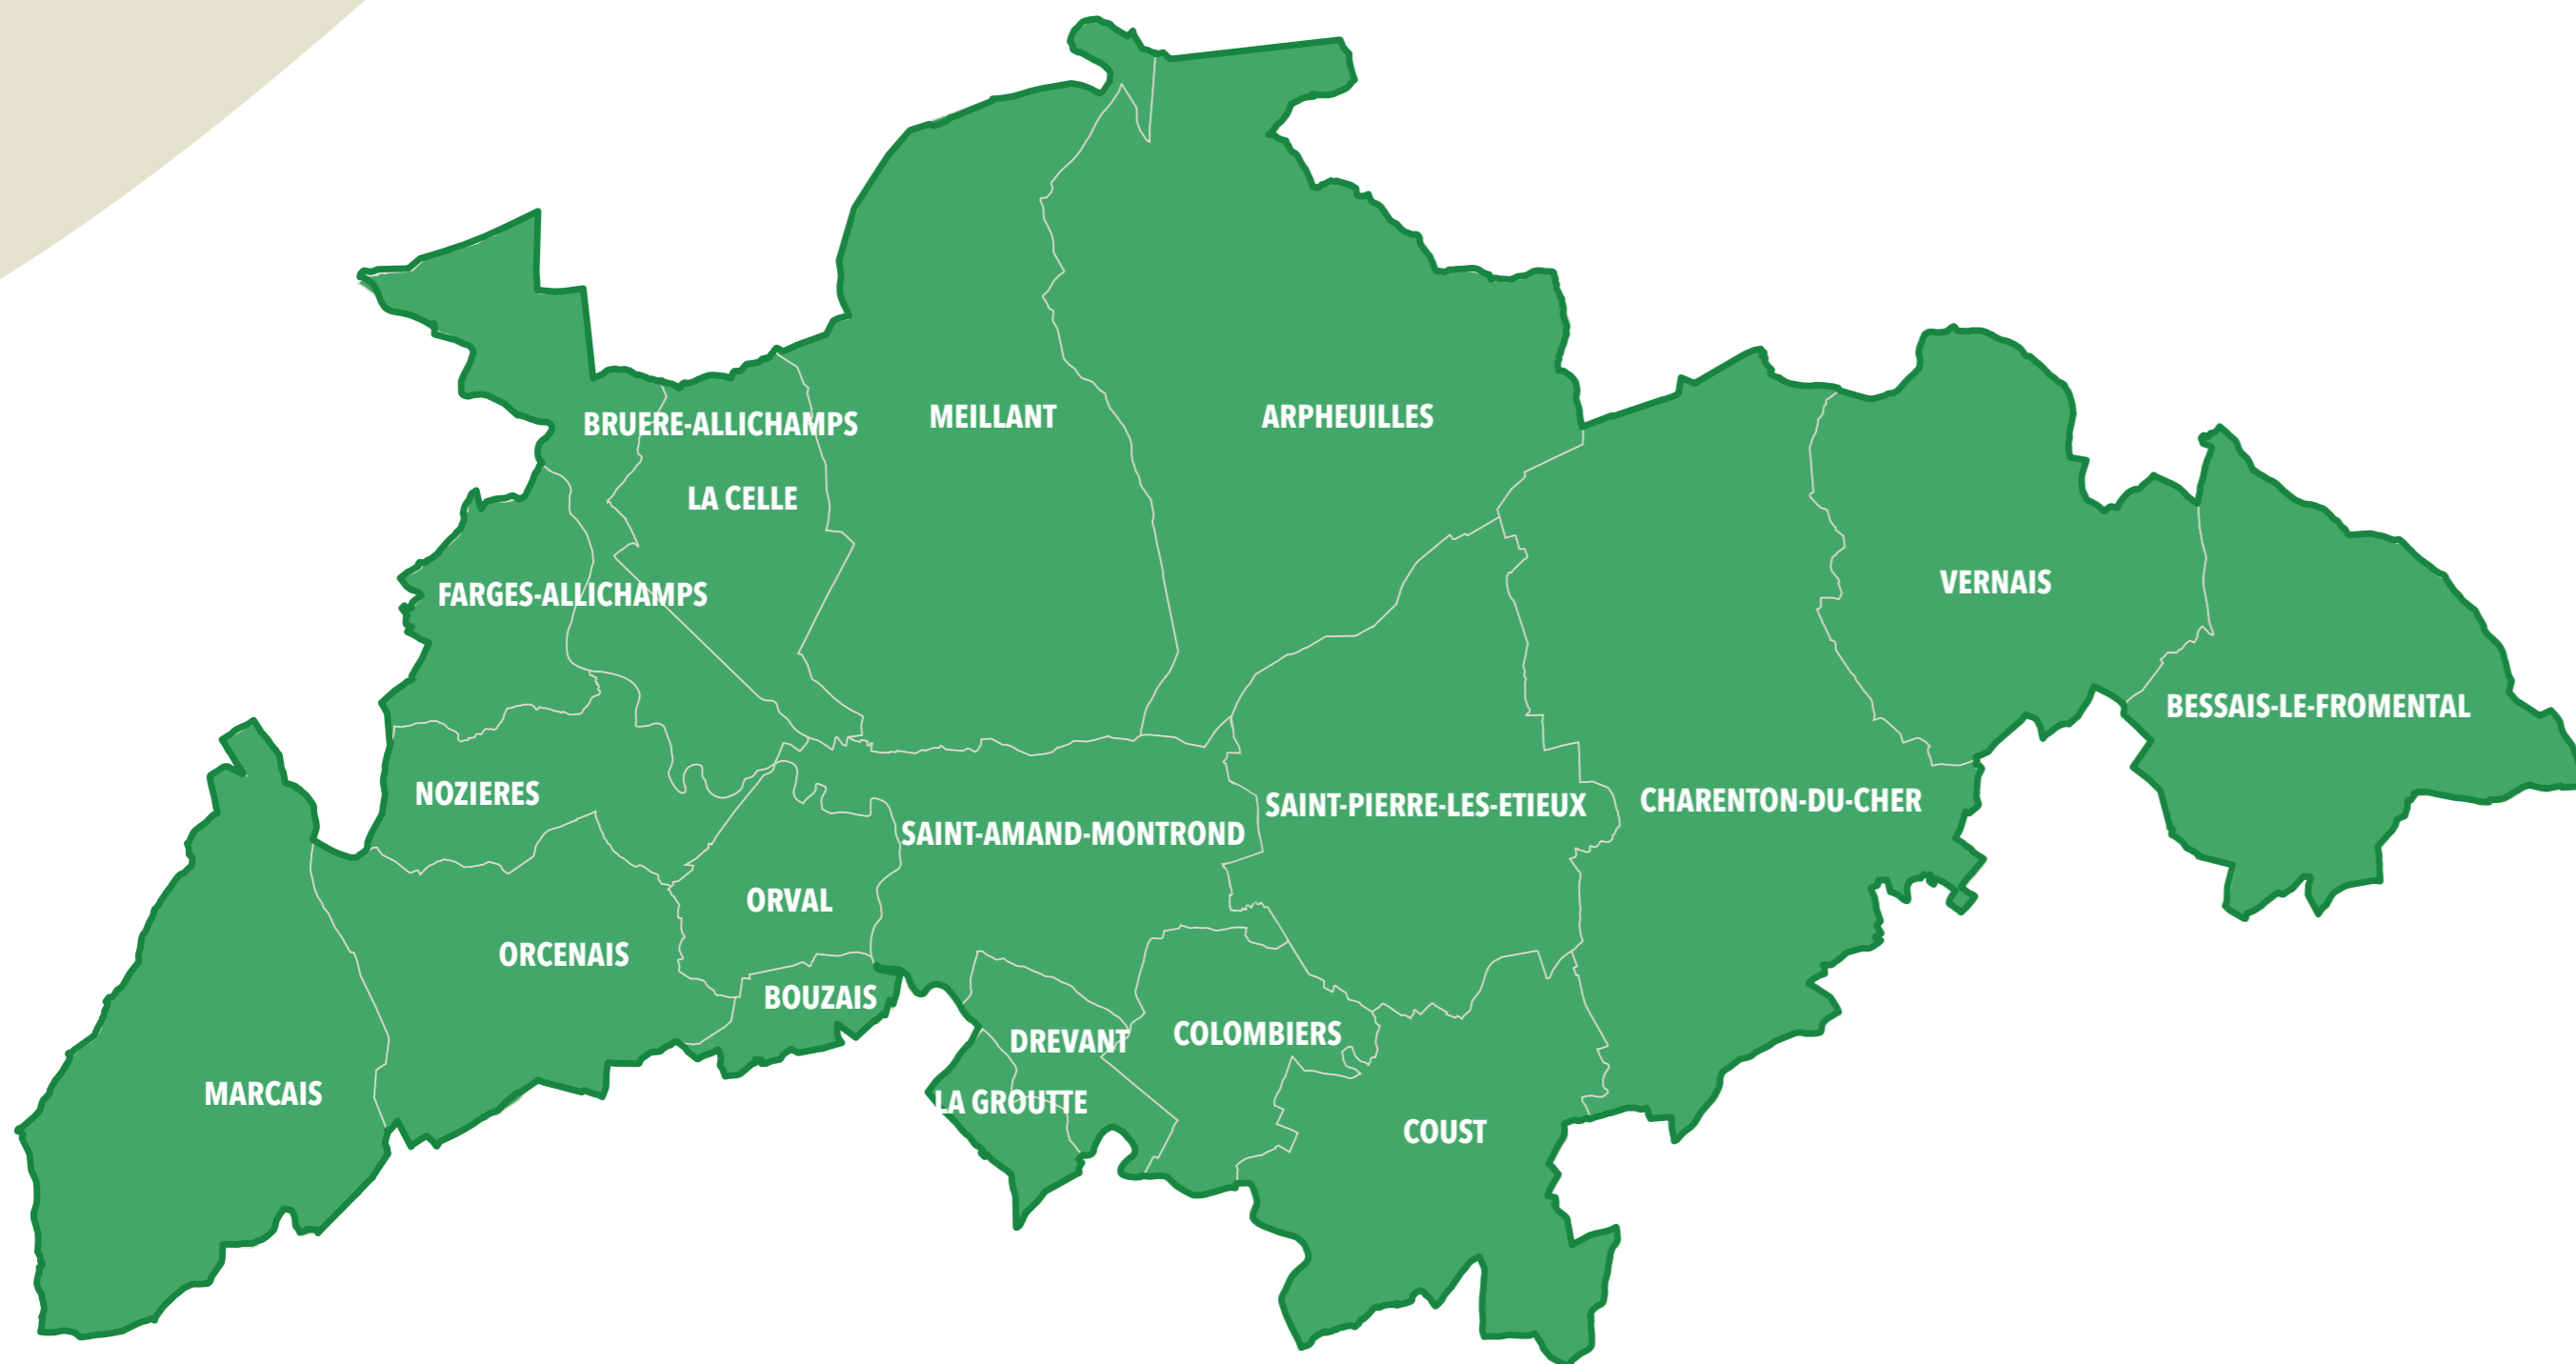 BRUERE-ALLICHAMPS
MEILLANT
ARPHEUILLES
LA CELLE
FARGES-ALLICHAMPS
VERNAIS
BESSAIS-LE-FROMENTAL
NOZIERES
SAINT-AMAND-MONTROND
SAINT-PIERRE-LES-ETIEUX
CHARENTON-DU-CHER
ORVAL
ORCENAIS
BOUZAIS
DREVANT
COLOMBIERS
MARCAIS
LA GROUTTE
COUST